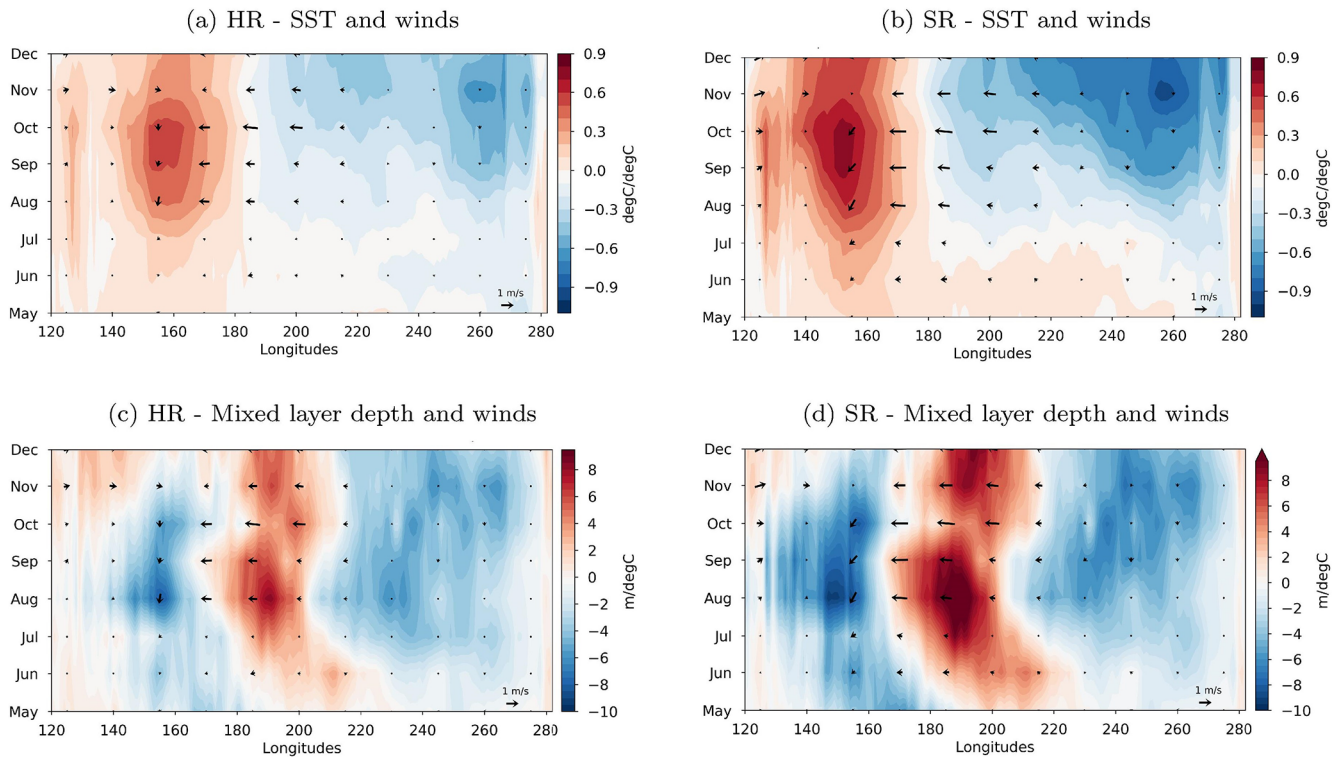 (a) HR - SST and winds
Dec
Nov
Oct
Sep
Aug
Jul
Jun
May
120 140 160 180 200 220 240 260 280
Longitudes
1 m/s
0.9
0.6
0.3
0.0
−0.3
−0.6
−0.9
degC/degC
(b) SR - SST and winds
Dec
Nov
Oct
Sep
Aug
Jul
Jun
May
120 140 160 180 200 220 240 260 280
Longitudes
1 m/s
0.9
0.6
0.3
0.0
−0.3
−0.6
−0.9
degC/degC
(c) HR - Mixed layer depth and winds
Dec
Nov
Oct
Sep
Aug
Jul
Jun
May
120 140 160 180 200 220 240 260 280
Longitudes
1 m/s
8
6
4
2
0
−2
−4
−6
−8
−10
m/degC
(d) SR - Mixed layer depth and winds
Dec
Nov
Oct
Sep
Aug
Jul
Jun
May
120 140 160 180 200 220 240 260 280
Longitudes
1 m/s
8
6
4
2
0
−2
−4
−6
−8
−10
m/degC